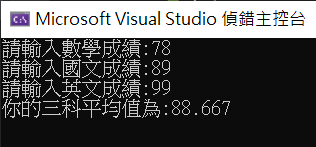 Microsoft Visual Studio 偵錯主控台
請輸入數學成績:78
請輸入國文成績:89
請輸入英文成績:99
你的三科平均值為:88.667